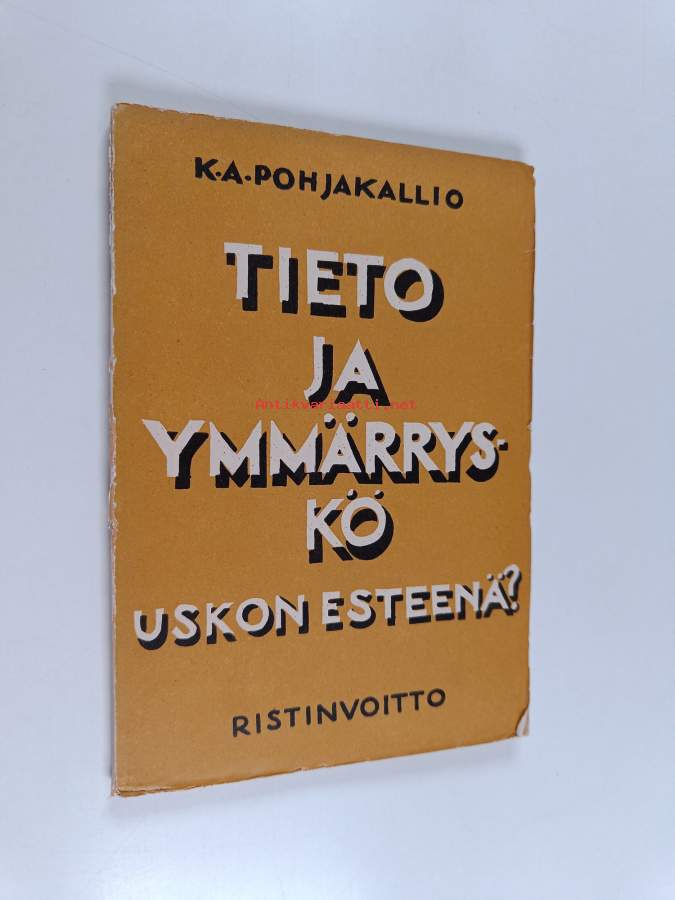 K.A.POHJAKALLIO
TIETO
JA
Antikvariaatti.net
YMMÄRRYS-
KÖ
USKON ESTEENÄ?
RISTINVOITTO